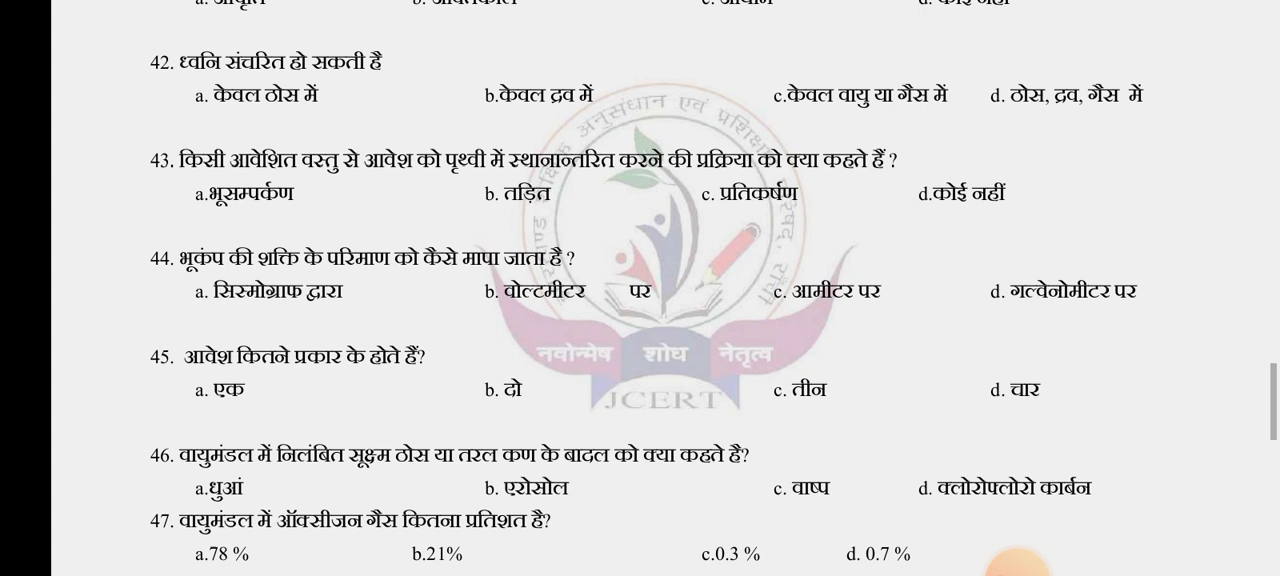 42. ध्वनि संचरित हो सकती है
a. केवल ठोस में b.केवल द्रव में c.केवल वायु या गैस में d. ठोस, द्रव, गैस में
43. किसी आवेशित वस्तु से आवेश को पृथ्वी में स्थानान्तरित करने की प्रक्रिया को क्या कहते हैं ?
a.भूसम्पर्कण b. तड़ित c. प्रतिकर्षण d.कोई नहीं
44. भूकंप की शक्ति के परिमाण को कैसे मापा जाता है ?
a. सिस्मोग्राफ द्वारा b. वोल्टमीटर पर c. आमीटर पर d. गल्वेनोमीटर पर
नवोन्मेष शोध नेतृत्व
45. आवेश कितने प्रकार के होते हैं?
a. एक b. दो c. तीन d. चार
JCERT
46. वायुमंडल में निलंबित सूक्ष्म ठोस या तरल कण के बादल को क्या कहते है?
a.धुआं b. एरोसोल c. वाष्प d. क्लोरोफ्लोरो कार्बन
47. वायुमंडल में ऑक्सीजन गैस कितना प्रतिशत है?
a.78 % b.21% c.0.3 % d. 0.7 %